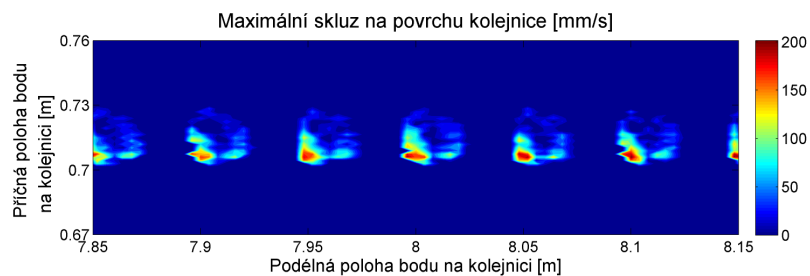 Maximální skluz na povrchu kolejnice [mm/s]
Příčná poloha bodu
na kolejnici [m]
0.76
0.73
0.7
0.67
7.85 7.9 7.95 8 8.05 8.1 8.15
Podélná poloha bodu na kolejnici [m]
200
150
100
50
0